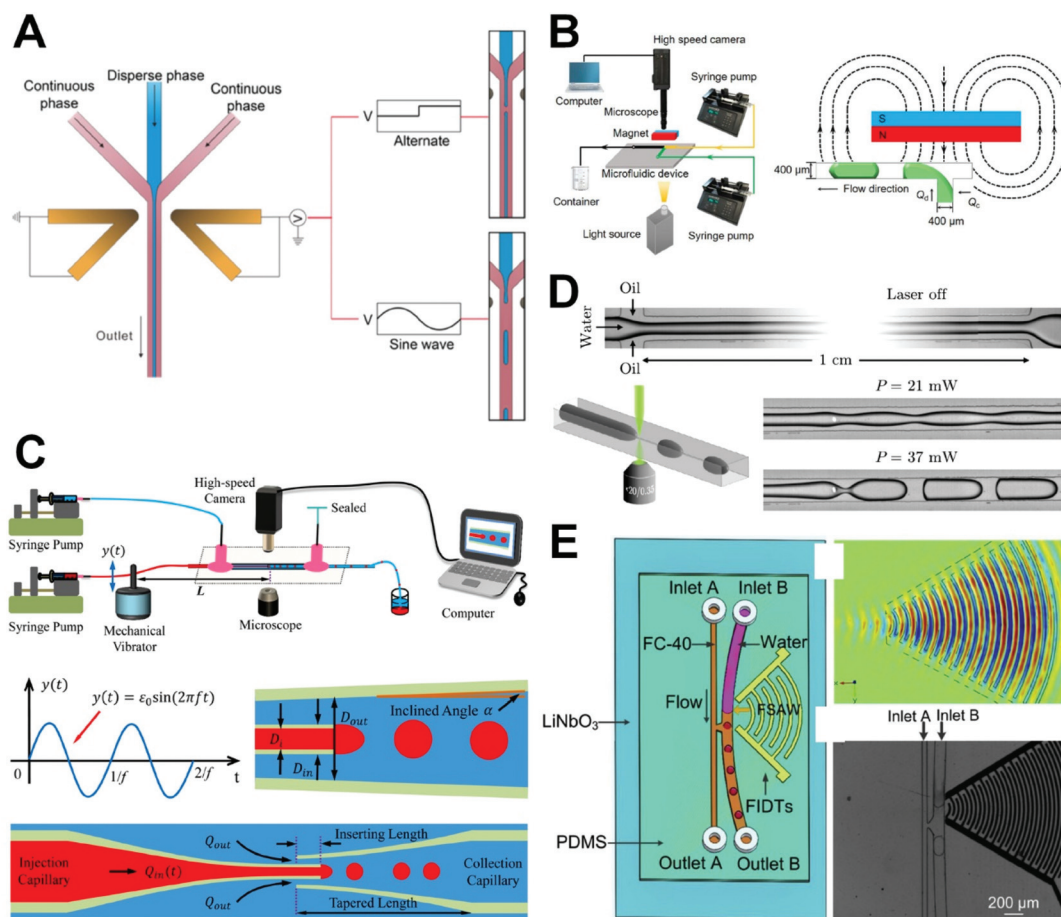 A
Continuous
phase
Disperse phase
Continuous
phase
V
Alternate
V
V
Sine wave
Outlet
B
High speed
camera
Computer
Microscope
Syringe pump
Magnet
Microfluidic device
Container
Light source
Syringe pump
S
N
400 μm
Flow direction
Qd
Qc
400 μm
C
High-speed
Camera
Sealed
Syringe Pump
y(t)
L
Syringe Pump
Mechanical
Vibrator
Microscope
Computer
y(t)
y(t) = ε0sin(2πft)
0
1/f
2/f
t
Dout
Inclined Angle α
Di
Din
Inserting Length
Qout
Injection
Capillary
Qin(t)
Collection
Capillary
Qout
Tapered Length
D
Oil
Laser off
Water
Oil
1 cm
P = 21 mW
P = 37 mW
×20/0.35
E
Inlet A
Inlet B
FC-40
Water
Flow
FSAW
LiNbO3
FIDTs
PDMS
Outlet A
Outlet B
Inlet A
Inlet B
200 μm